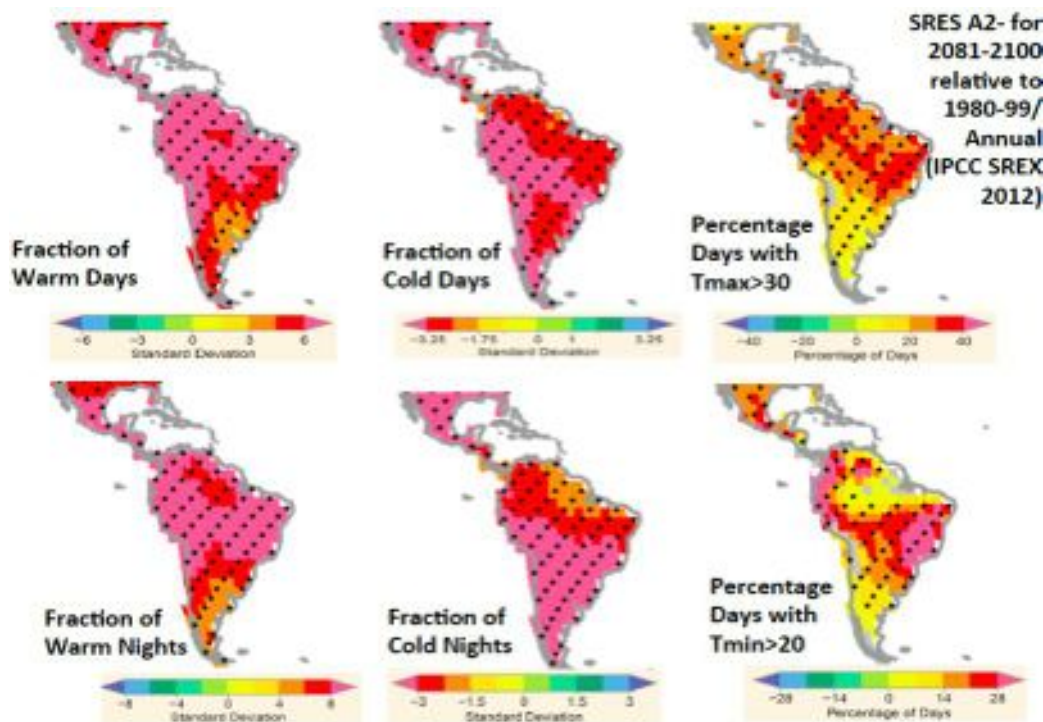 SRES A2- for
2081-2100
relative to
1980-99/
Annual
(IPCC SREX
2012)
Fraction of
Warm Days
Fraction of
Cold Days
Percentage
Days with
Tmax>30
−6 −3 0 3 6
Standard Deviation
−3.25 −1.75 0 1 3.25
Standard Deviation
−40 −20 0 20 40
Percentage of Days
Fraction of
Warm Nights
Fraction of
Cold Nights
Percentage
Days with
Tmin>20
−8 −4 0 4 8
Standard Deviation
−3 −1.5 0 1.5 3
Standard Deviation
−28 −14 0 14 28
Percentage of Days